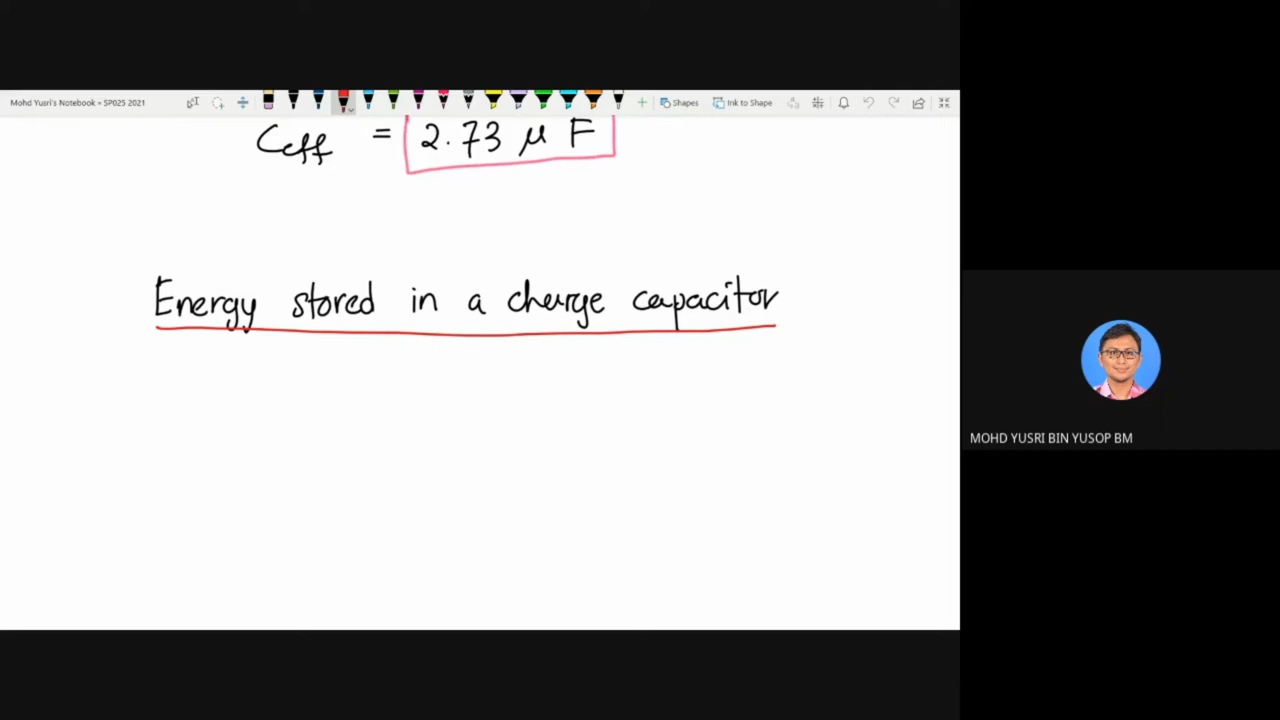 Mohd Yusri's Notebook » SP025 2021
Shapes
Ink to Shape
Ceff = 2.73 μ F
Energy stored in a charge capacitor
MOHD YUSRI BIN YUSOP BM